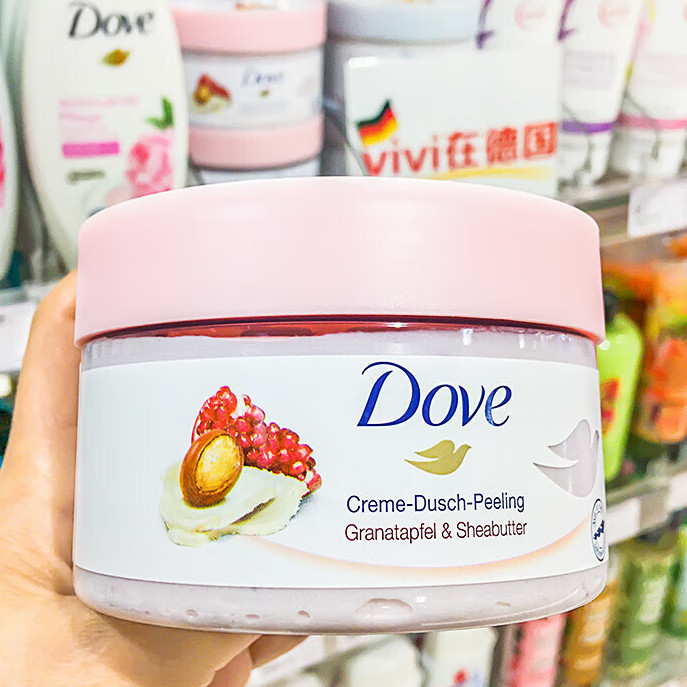 Dove
Dove
vivi在德国
Dove
Creme-Dusch-Peeling
Granatapfel & Sheabutter